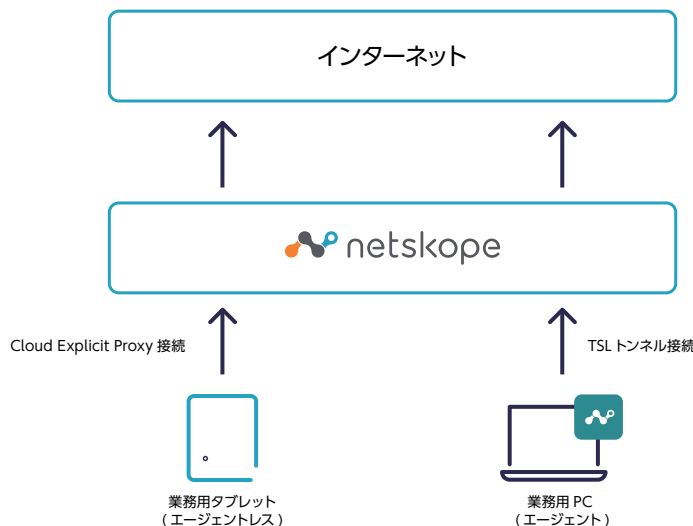 インターネット
netskope
Cloud Explicit Proxy 接続
TSL トンネル接続
業務用タブレット
( エージェントレス )
業務用 PC
( エージェント )